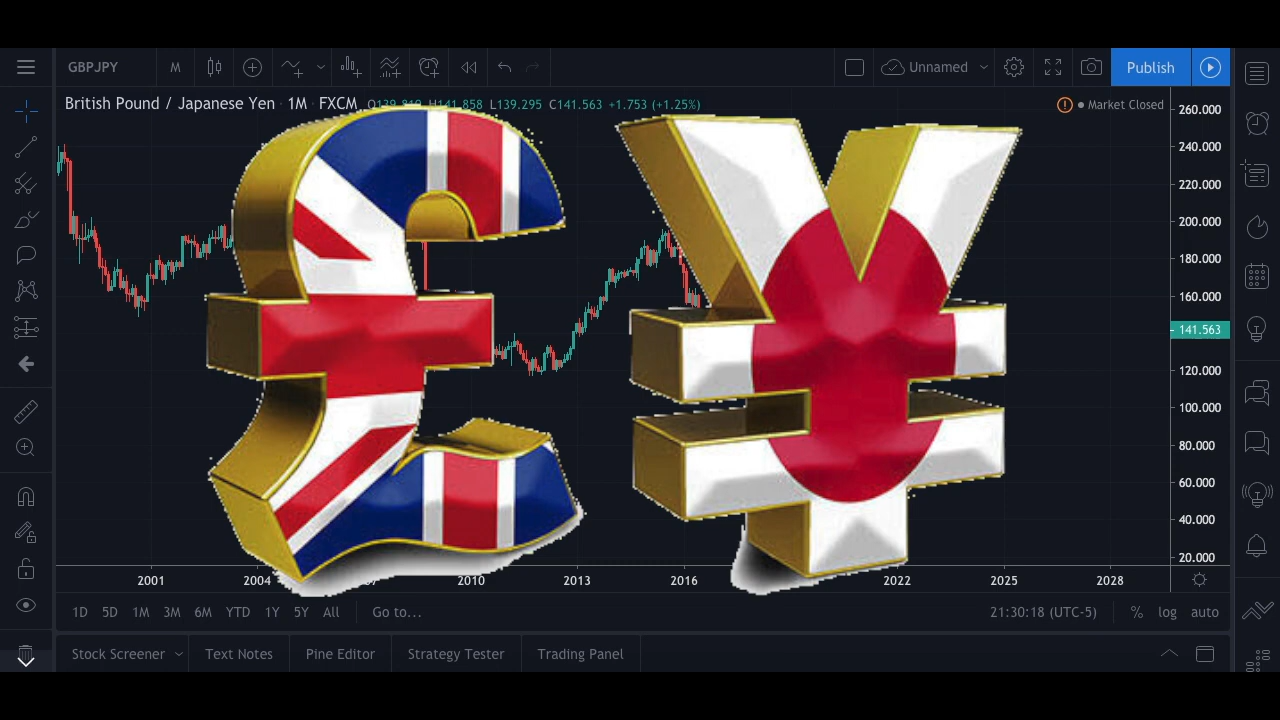 GBPJPY M Unnamed Publish
British Pound / Japanese Yen · 1M · FXCM H141.858 L139.295 C141.563 +1.753 (+1.25%) Market Closed
260.000
240.000
220.000
200.000
180.000
160.000
141.563
120.000
100.000
80.000
60.000
40.000
20.000
2001 2004 2010 2013 2016 2022 2025 2028
1D 5D 1M 3M 6M YTD 1Y 5Y All Go to... 21:30:18 (UTC-5) % log auto
Stock Screener Text Notes Pine Editor Strategy Tester Trading Panel